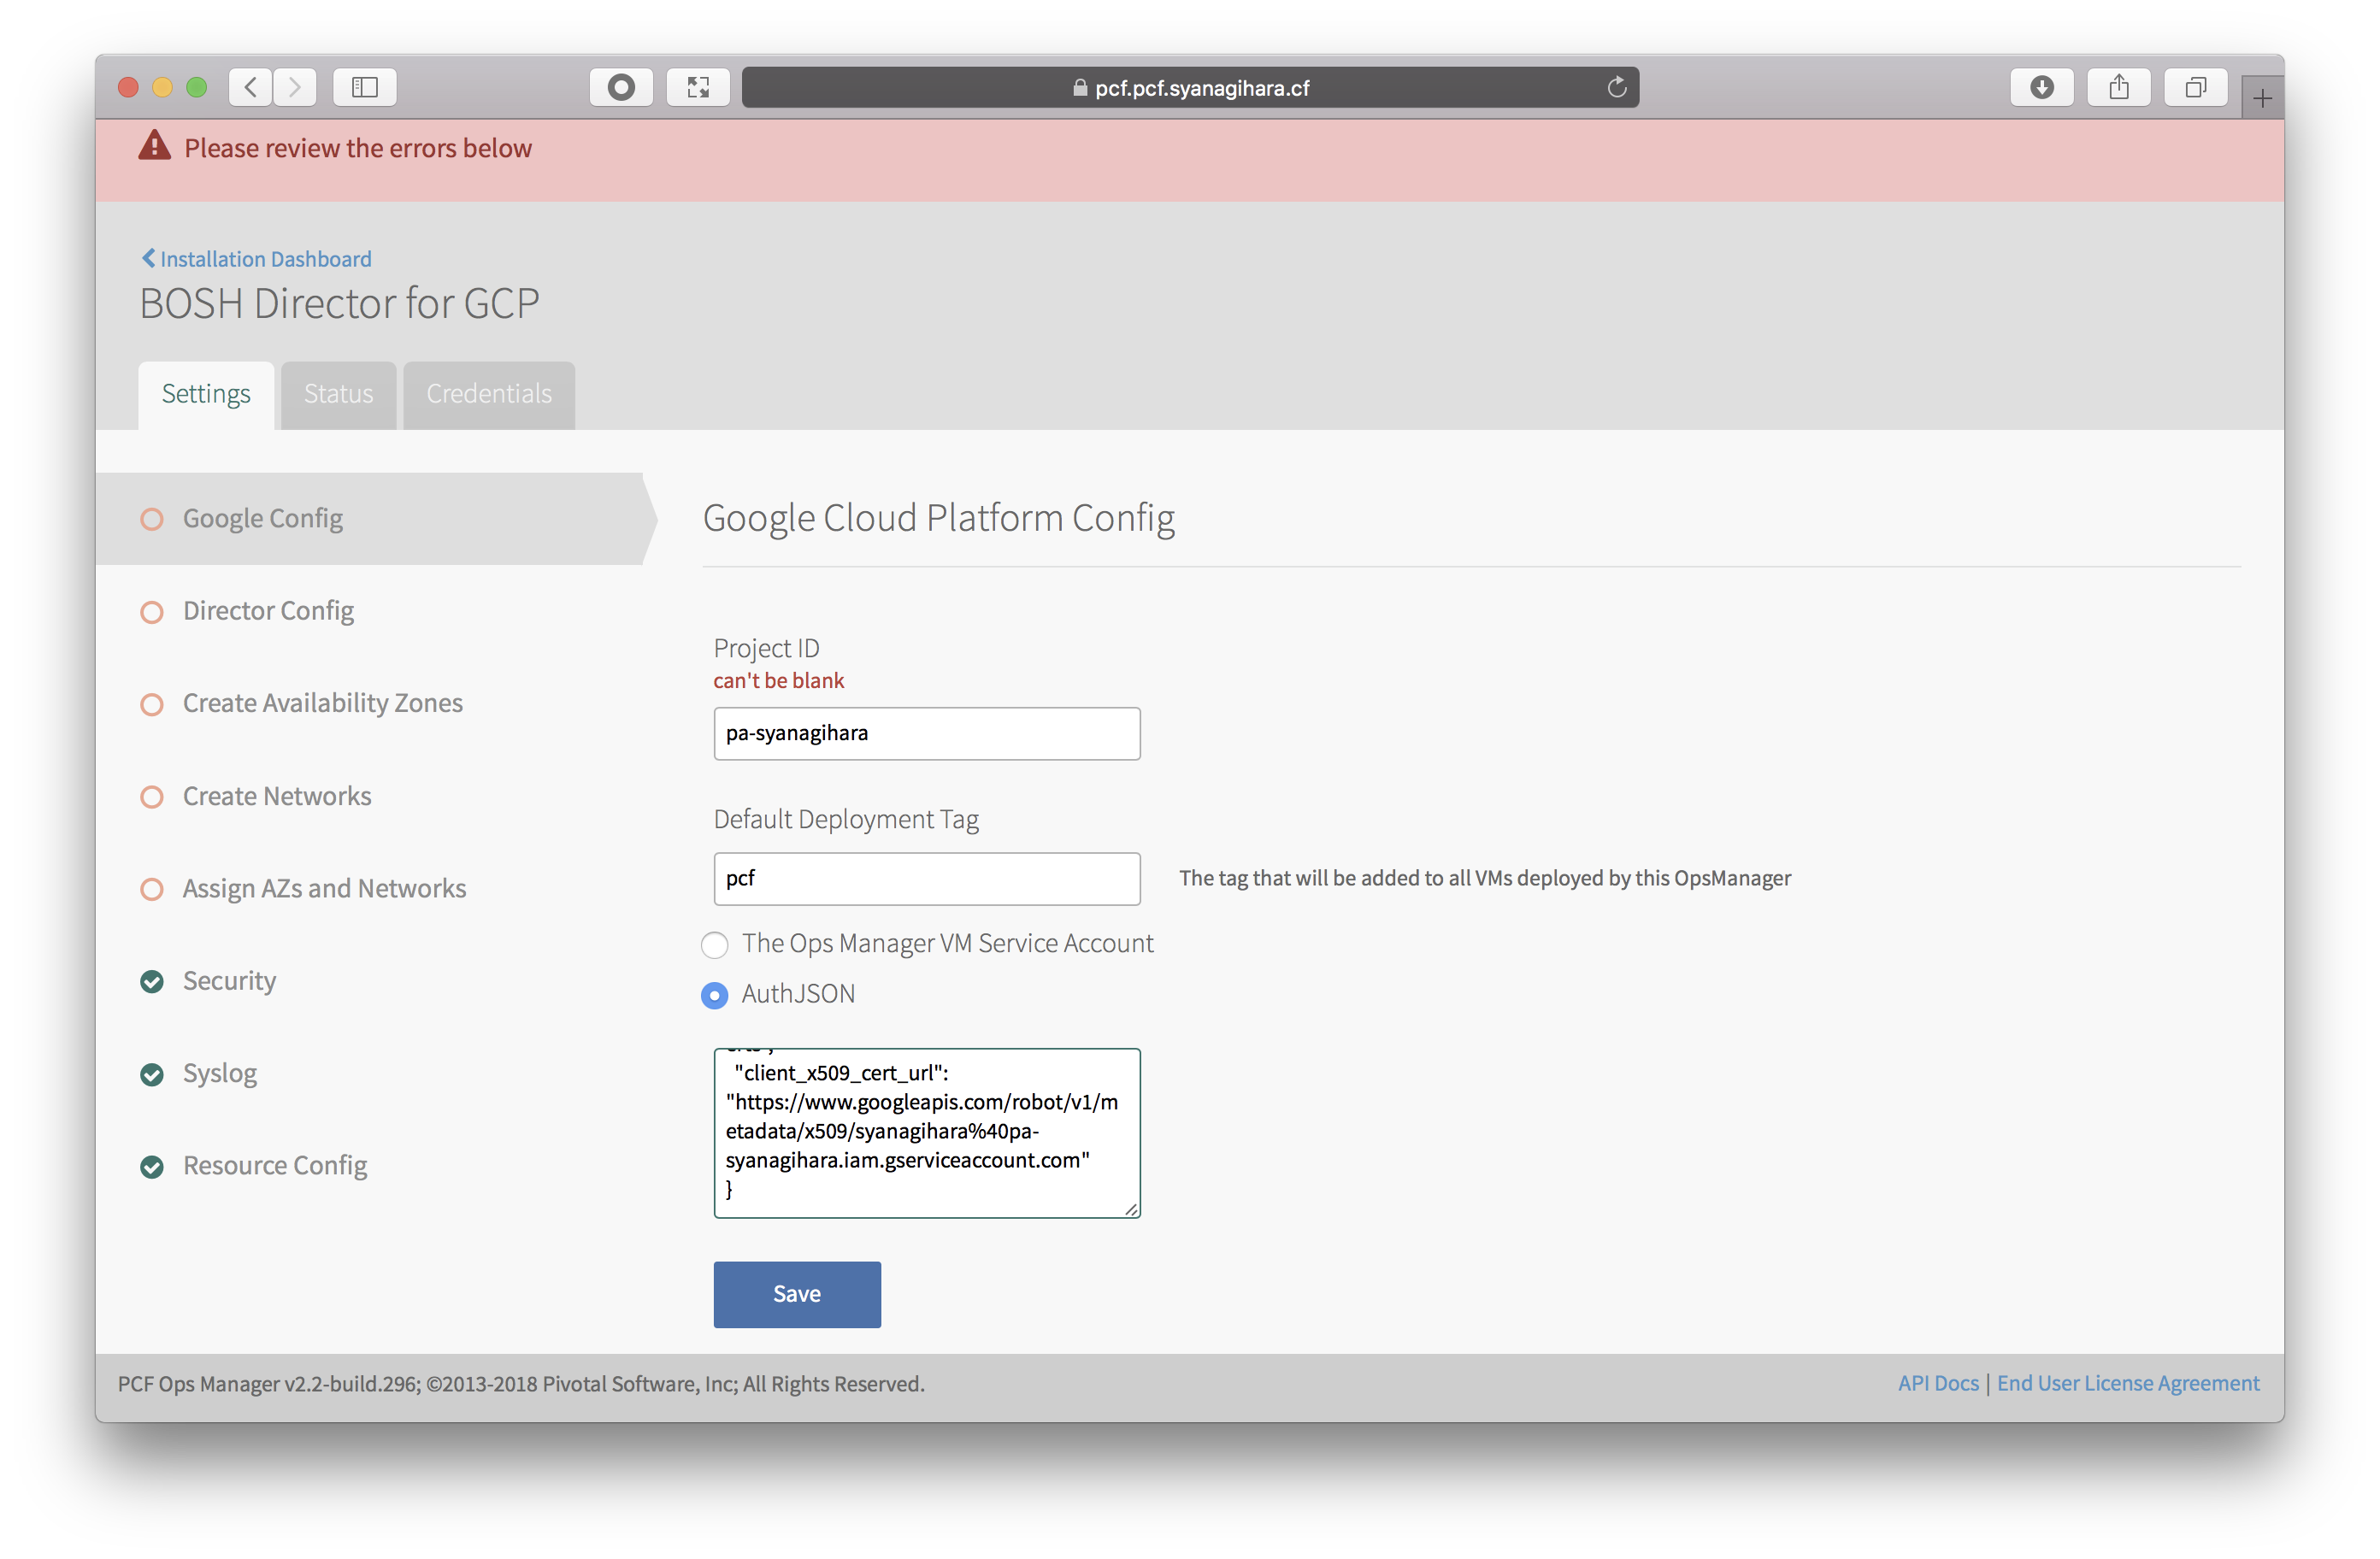 pcf.pcf.syanagihara.cf
Please review the errors below
Installation Dashboard
BOSH Director for GCP
Settings
Status
Credentials
Google Config
Director Config
Create Availability Zones
Create Networks
Assign AZs and Networks
Security
Syslog
Resource Config
Google Cloud Platform Config
Project ID
can't be blank
pa-syanagihara
Default Deployment Tag
pcf
The tag that will be added to all VMs deployed by this OpsManager
The Ops Manager VM Service Account
AuthJSON
"client_x509_cert_url":
"https://www.googleapis.com/robot/v1/m
etadata/x509/syanagihara%40pa-
syanagihara.iam.gserviceaccount.com"
}
Save
PCF Ops Manager v2.2-build.296; ©2013-2018 Pivotal Software, Inc; All Rights Reserved.
API Docs | End User License Agreement